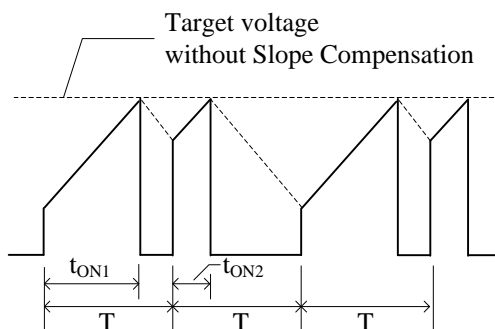 Target voltage
without Slope Compensation
tON1
tON2
T
T
T